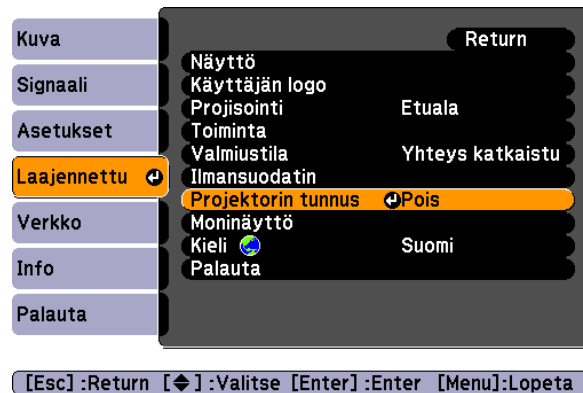 Kuva
Signaali
Asetukset
Laajennettu
Verkko
Info
Palauta
Return
Näyttö
Käyttäjän logo
Projisointi Etuala
Toiminta
Valmiustila Yhteys katkaistu
Ilmansuodatin
Projektorin tunnus Pois
Moninäyttö
Kieli Suomi
Palauta
[Esc] :Return [◆] :Valitse [Enter] :Enter [Menu]:Lopeta